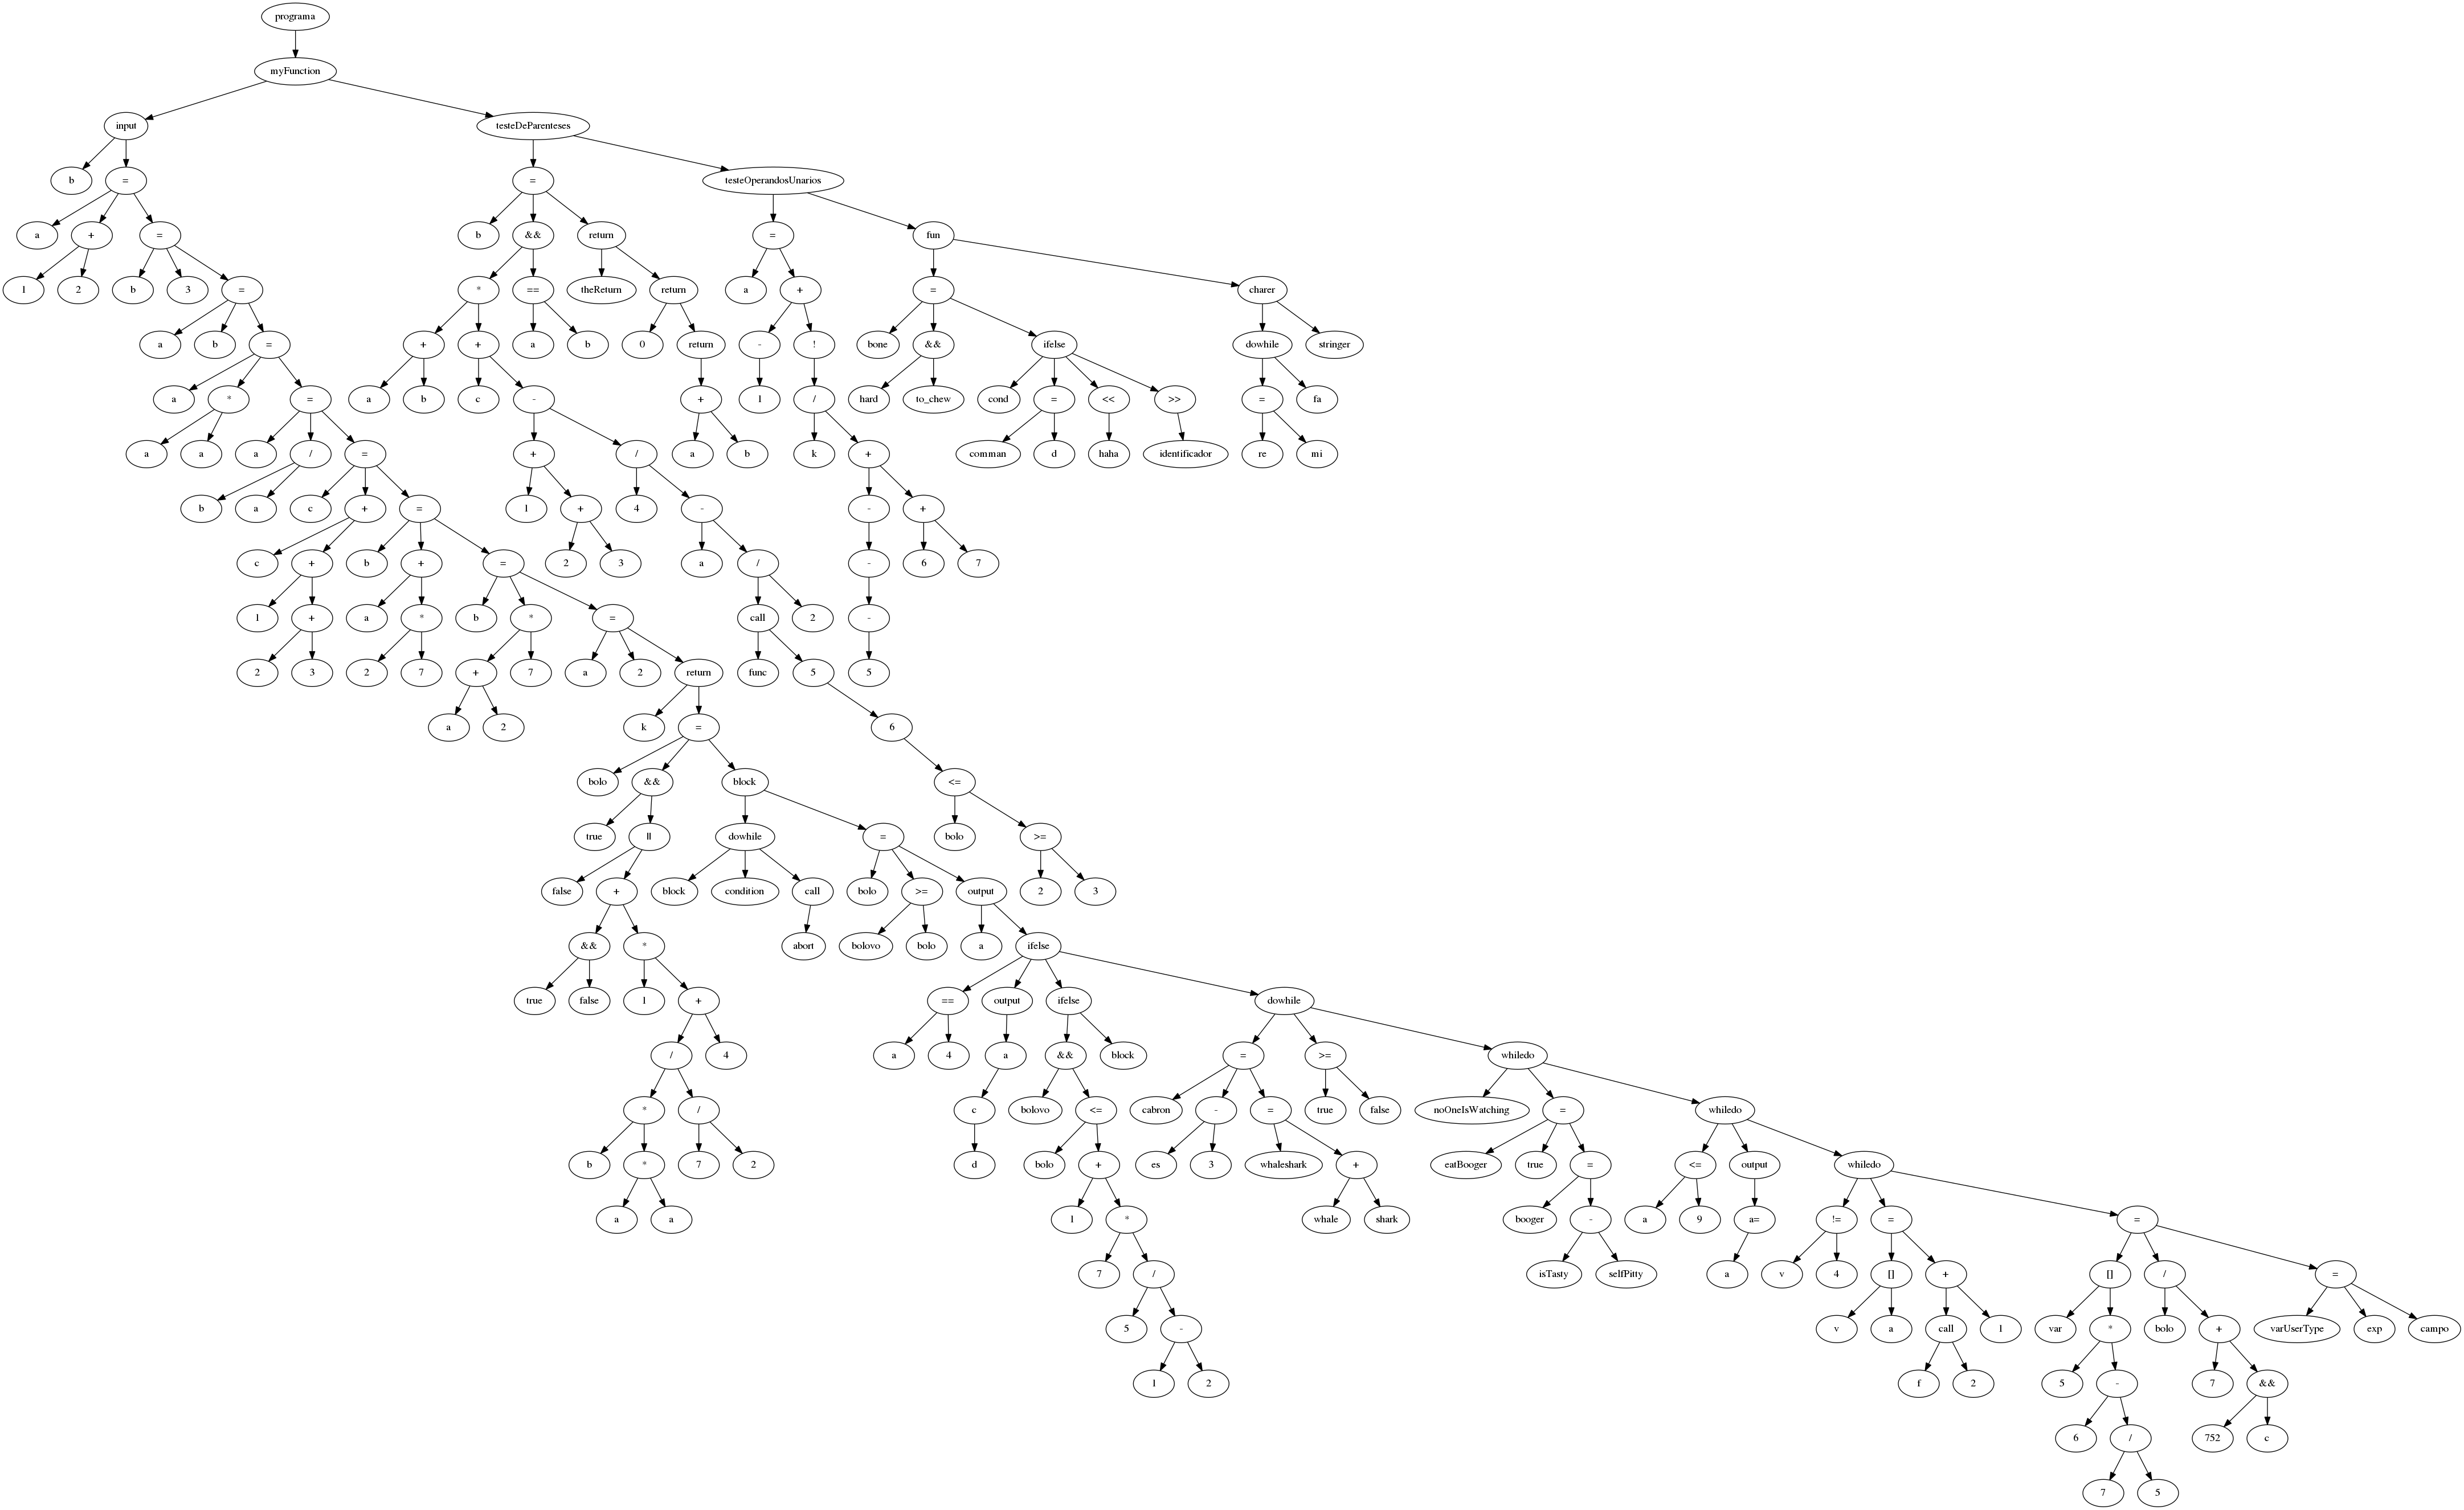 programa
myFunction
input testeDeParenteses
b = = testeOperandosUnarios
a + = b && return = fun
1 2 b 3 = * == theReturn return a + = charer
a b = + + a b 0 return - ! bone && ifelse dowhile stringer
a * = a b c - + 1 / hard to_chew cond = << >> = fa
a a a / = + / a b k + comman d haha identificador re mi
b a c + = 1 + 4 - - +
c + b + = 2 3 a / - 6 7
1 + a * b * = call 2 -
2 3 2 7 + 7 a 2 return func 5 5
a 2 k = 6
bolo && block <=
true || dowhile = bolo >=
false + block condition call bolo >= output 2 3
&& * abort bolovo bolo a ifelse
true false 1 + == output ifelse dowhile
/ 4 a 4 a && block = >= whiledo
* / c bolovo <= cabron - = true false noOneIsWatching = whiledo
b * 7 2 d bolo + es 3 whaleshark + eatBooger true = <= output whiledo
a a 1 * whale shark booger - a 9 a= != = =
7 / isTasty selfPitty a v 4 [] + [] / =
5 - v a call 1 var * bolo + varUserType exp campo
1 2 f 2 5 - 7 &&
6 / 752 c
7 5